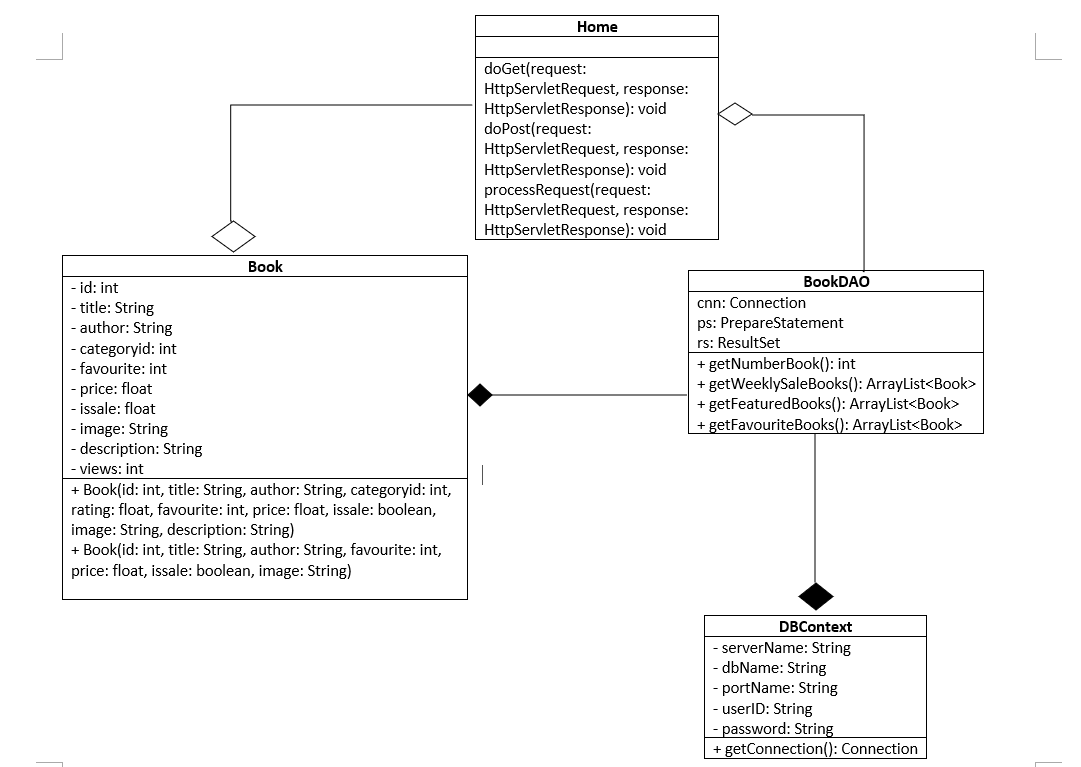 Home
doGet(request:
HttpServletRequest, response:
HttpServletResponse): void
doPost(request:
HttpServletRequest, response:
HttpServletResponse): void
processRequest(request:
HttpServletRequest, response:
HttpServletResponse): void
Book
- id: int
- title: String
- author: String
- categoryid: int
- favourite: int
- price: float
- issale: float
- image: String
- description: String
- views: int
+ Book(id: int, title: String, author: String, categoryid: int,
rating: float, favourite: int, price: float, issale: boolean,
image: String, description: String)
+ Book(id: int, title: String, author: String, favourite: int,
price: float, issale: boolean, image: String)
BookDAO
cnn: Connection
ps: PrepareStatement
rs: ResultSet
+ getNumberBook(): int
+ getWeeklySaleBooks(): ArrayList<Book>
+ getFeaturedBooks(): ArrayList<Book>
+ getFavouriteBooks(): ArrayList<Book>
DBContext
- serverName: String
- dbName: String
- portName: String
- userID: String
- password: String
+ getConnection(): Connection